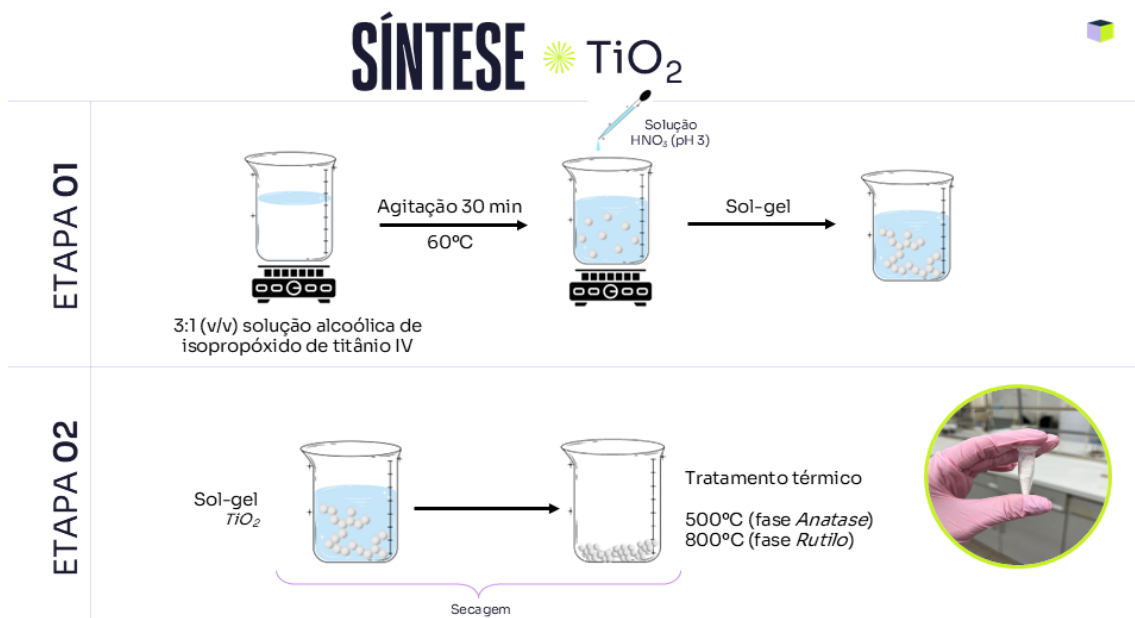 SÍNTESE TiO₂
ETAPA 01
Solução
HNO₃ (pH 3)
Agitação 30 min
60ºC
Sol-gel
3:1 (v/v) solução alcoólica de
isopropóxido de titânio IV
ETAPA 02
Sol-gel
TiO₂
Secagem
Tratamento térmico
500ºC (fase Anatase)
800ºC (fase Rutilo)